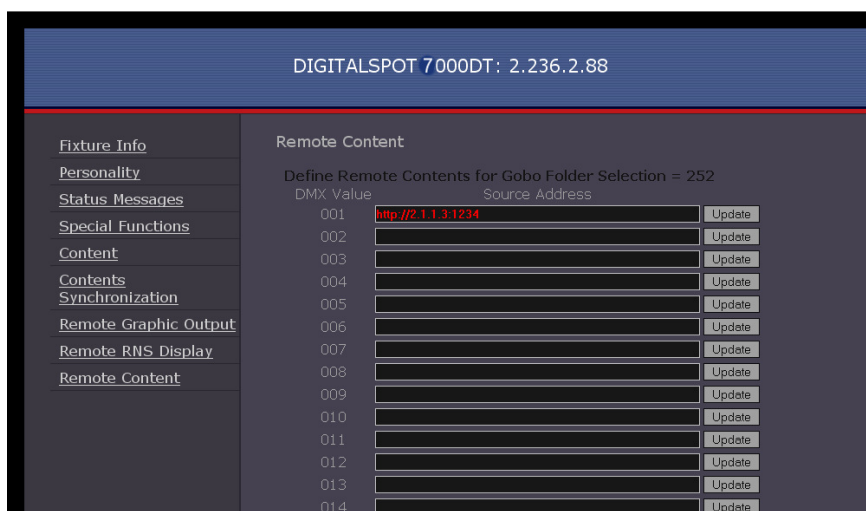 DIGITALSPOT 7000DT: 2.236.2.88
Fixture Info
Personality
Status Messages
Special Functions
Content
Contents
Synchronization
Remote Graphic Output
Remote RNS Display
Remote Content
Remote Content
Define Remote Contents for Gobo Folder Selection = 252
DMX Value Source Address
001 http://2.1.1.3:1234 Update
002 Update
003 Update
004 Update
005 Update
006 Update
007 Update
008 Update
009 Update
010 Update
011 Update
012 Update
013 Update
014 Update